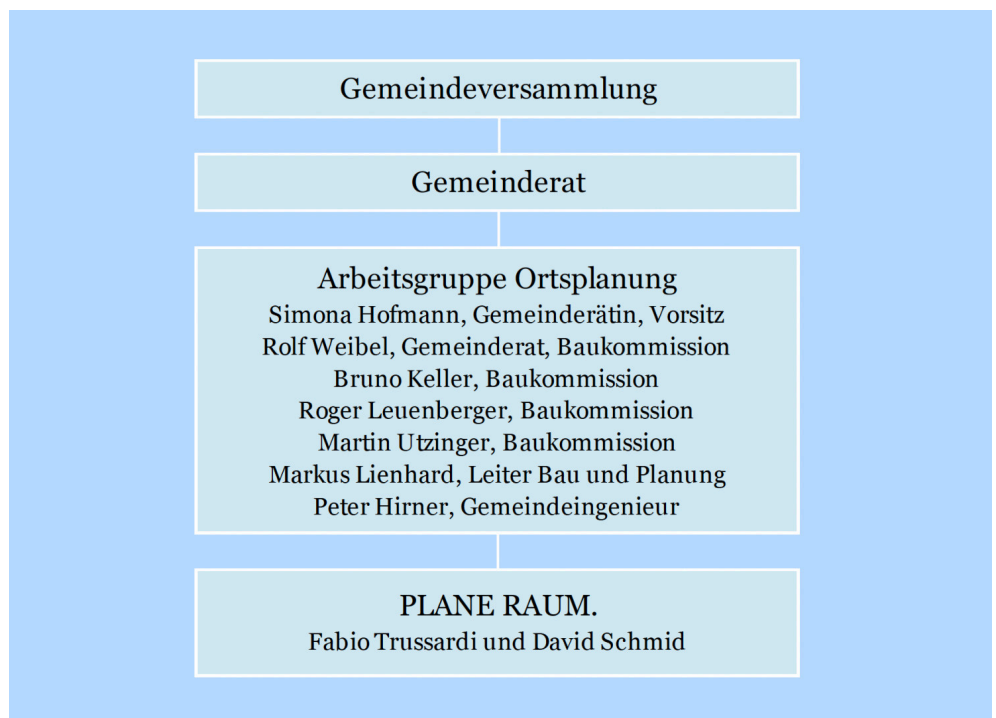 Gemeindeversammlung
Gemeinderat
Arbeitsgruppe Ortsplanung
Simona Hofmann, Gemeinderätin, Vorsitz
Rolf Weibel, Gemeinderat, Baukommission
Bruno Keller, Baukommission
Roger Leuenberger, Baukommission
Martin Utzinger, Baukommission
Markus Lienhard, Leiter Bau und Planung
Peter Hirner, Gemeindeingenieur
PLANE RAUM.
Fabio Trussardi und David Schmid